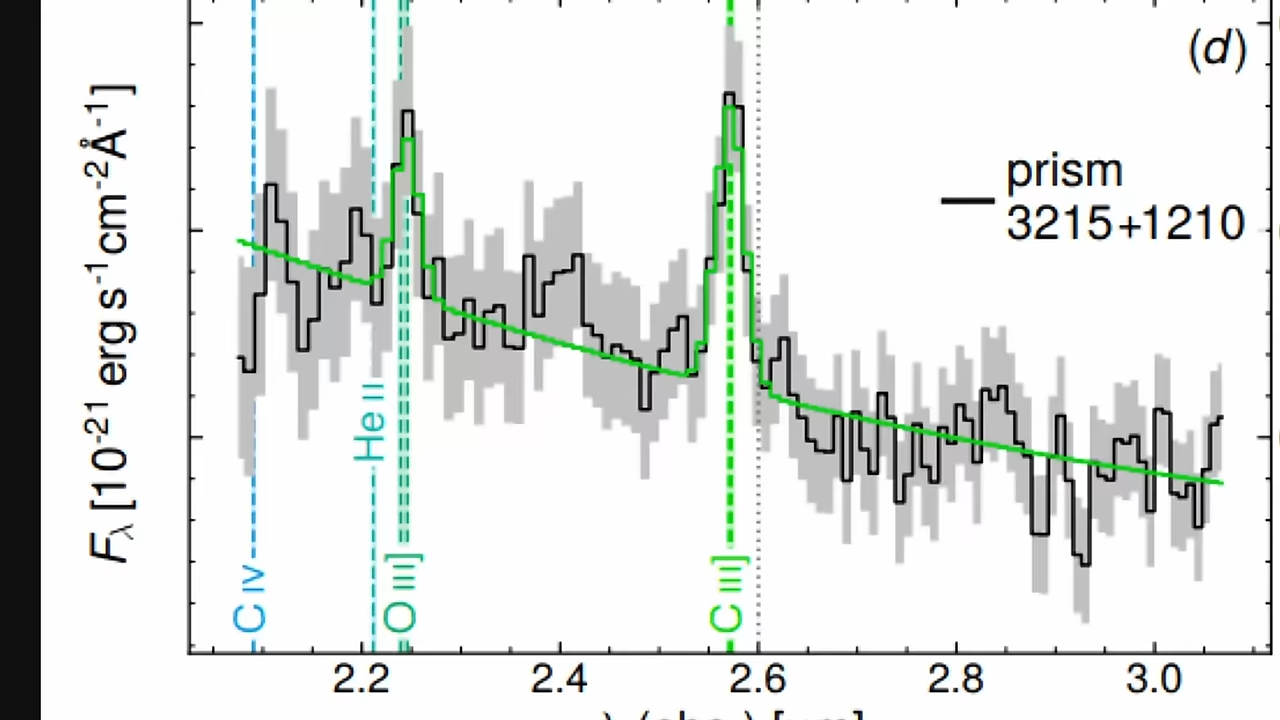 (d)
prism
3215+1210
F_λ [10^-21 erg s^-1 cm^-2 Å^-1]
He II
C IV
O III]
C III]
2.2 2.4 2.6 2.8 3.0